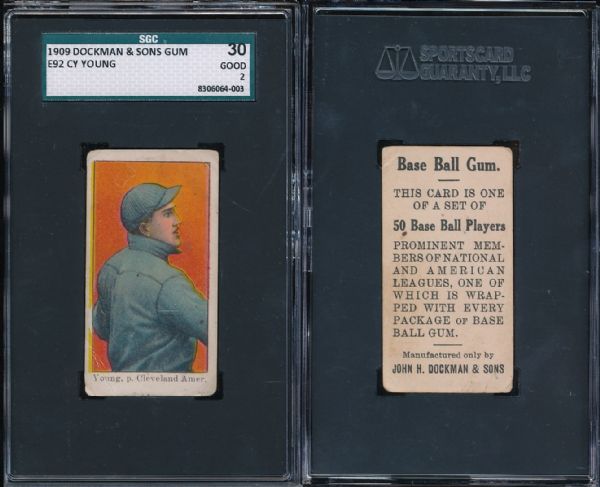 SGC
1909 DOCKMAN & SONS GUM
E92 CY YOUNG
30
GOOD
2
8306064-003
Young, p. Cleveland Amer.
SPORTSCARD
GUARANTY, LLC
Base Ball Gum.
THIS CARD IS ONE
OF A SET OF
50 Base Ball Players
PROMINENT MEM-
BERS OF NATIONAL
AND AMERICAN
LEAGUES, ONE OF
WHICH IS WRAP-
PED WITH EVERY
PACKAGE OF BASE
BALL GUM.
Manufactured only by
JOHN H. DOCKMAN & SONS